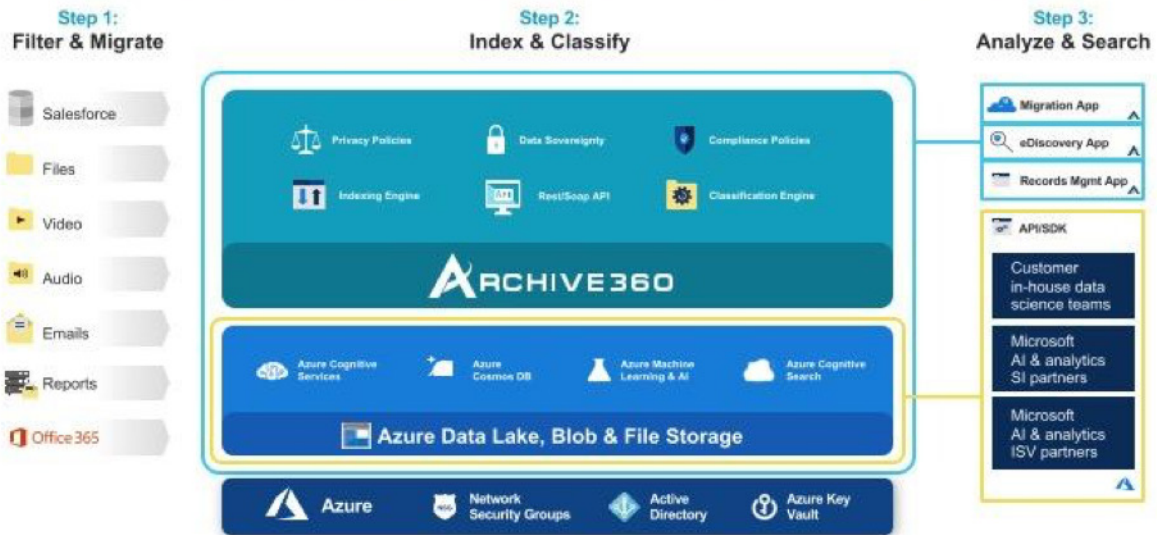 Step 1:
Filter & Migrate
Salesforce
Files
Video
Audio
Emails
Reports
Office 365
Step 2:
Index & Classify
Privacy Policies
Data Sovereignty
Compliance Policies
Indexing Engine
API
Rest/Soap API
Classification Engine
ARCHIVE360
Azure Cognitive
Services
Azure
Cosmos DB
Azure Machine
Learning & AI
Azure Cognitive
Search
Azure Data Lake, Blob & File Storage
Azure
NSG
Network
Security Groups
Active
Directory
Azure Key
Vault
Step 3:
Analyze & Search
Migration App
eDiscovery App
Records Mgmt App
API/SDK
Customer
in-house data
science teams
Microsoft
AI & analytics
SI partners
Microsoft
AI & analytics
ISV partners